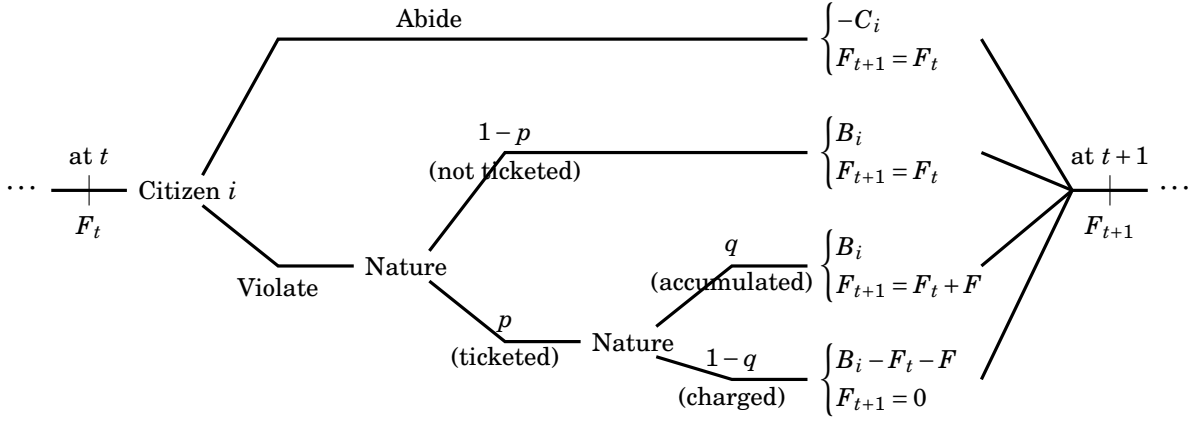 Abide
−C_i
F_{t+1} = F_t
1 − p
(not ticketed)
B_i
F_{t+1} = F_t
at t
at t + 1
··· Citizen i ···
F_t
F_{t+1}
q
(accumulated)
B_i
F_{t+1} = F_t + F
Nature
Violate
p
(ticketed)
Nature
1 − q
(charged)
B_i − F_t − F
F_{t+1} = 0